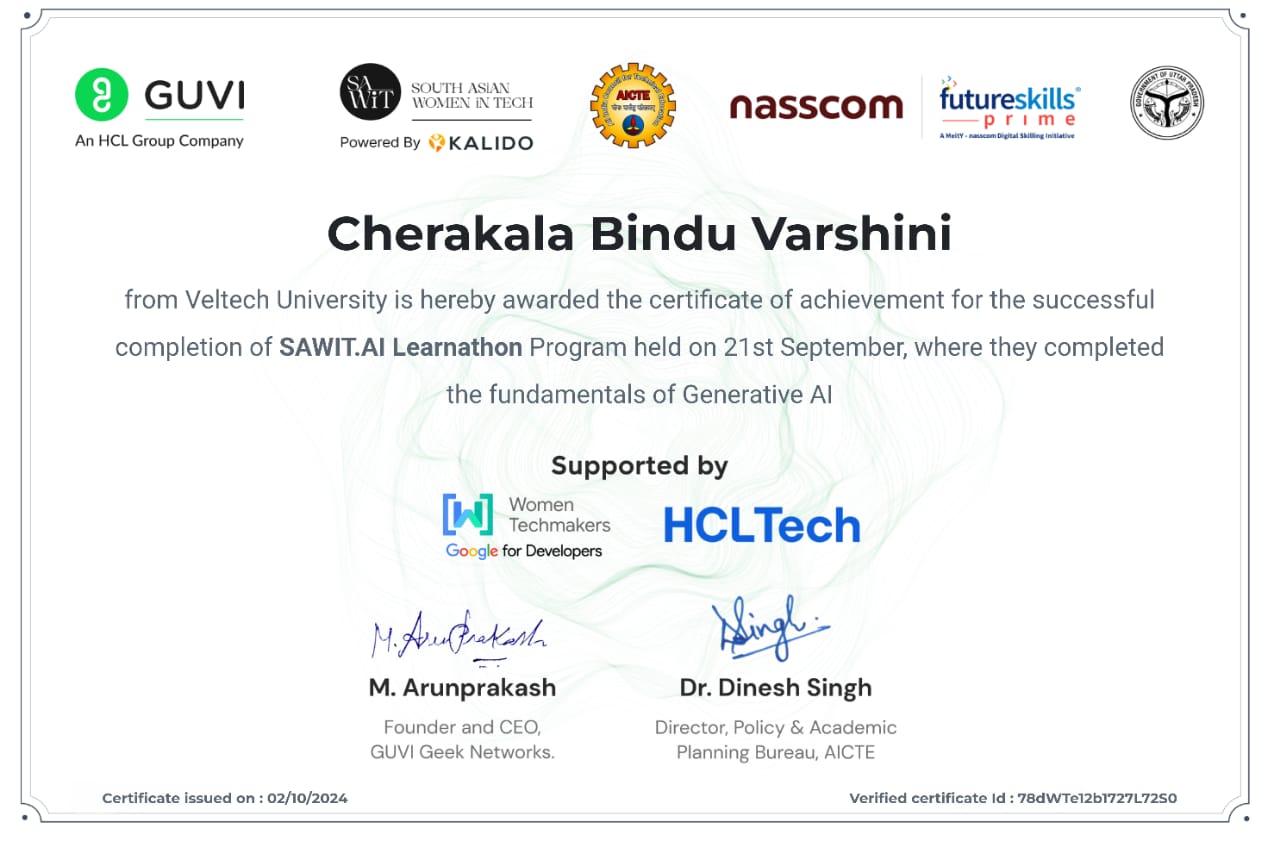 GUVI
An HCL Group Company
SAWiT
SOUTH ASIAN
WOMEN IN TECH
Powered By KALIDO
AICTE
nasscom
futureskills
prime
A MeitY - nasscom Digital Skilling Initiative
GOVERNMENT OF UTTAR PRADESH
Cherakala Bindu Varshini
from Veltech University is hereby awarded the certificate of achievement for the successful
completion of SAWIT.AI Learnathon Program held on 21st September, where they completed
the fundamentals of Generative AI
Supported by
Women
Techmakers
Google for Developers
HCLTech
M. Arunprakash
Singh.
M. Arunprakash
Founder and CEO,
GUVI Geek Networks.
Dr. Dinesh Singh
Director, Policy & Academic
Planning Bureau, AICTE
Certificate issued on : 02/10/2024
Verified certificate Id : 78dWTe12b1727L72S0